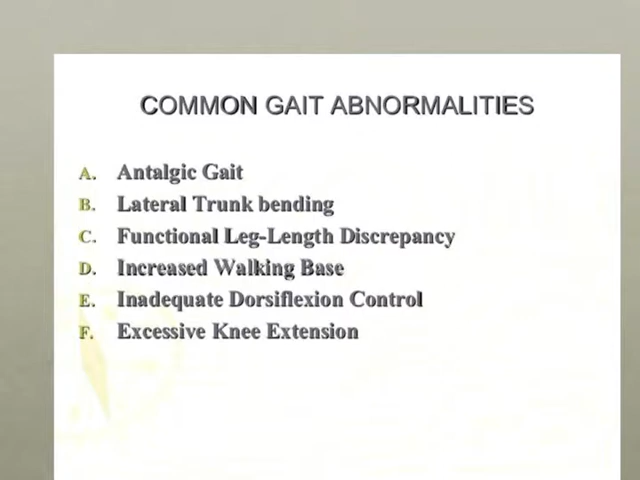 COMMON GAIT ABNORMALITIES
A. Antalgic Gait
B. Lateral Trunk bending
C. Functional Leg-Length Discrepancy
D. Increased Walking Base
E. Inadequate Dorsiflexion Control
F. Excessive Knee Extension